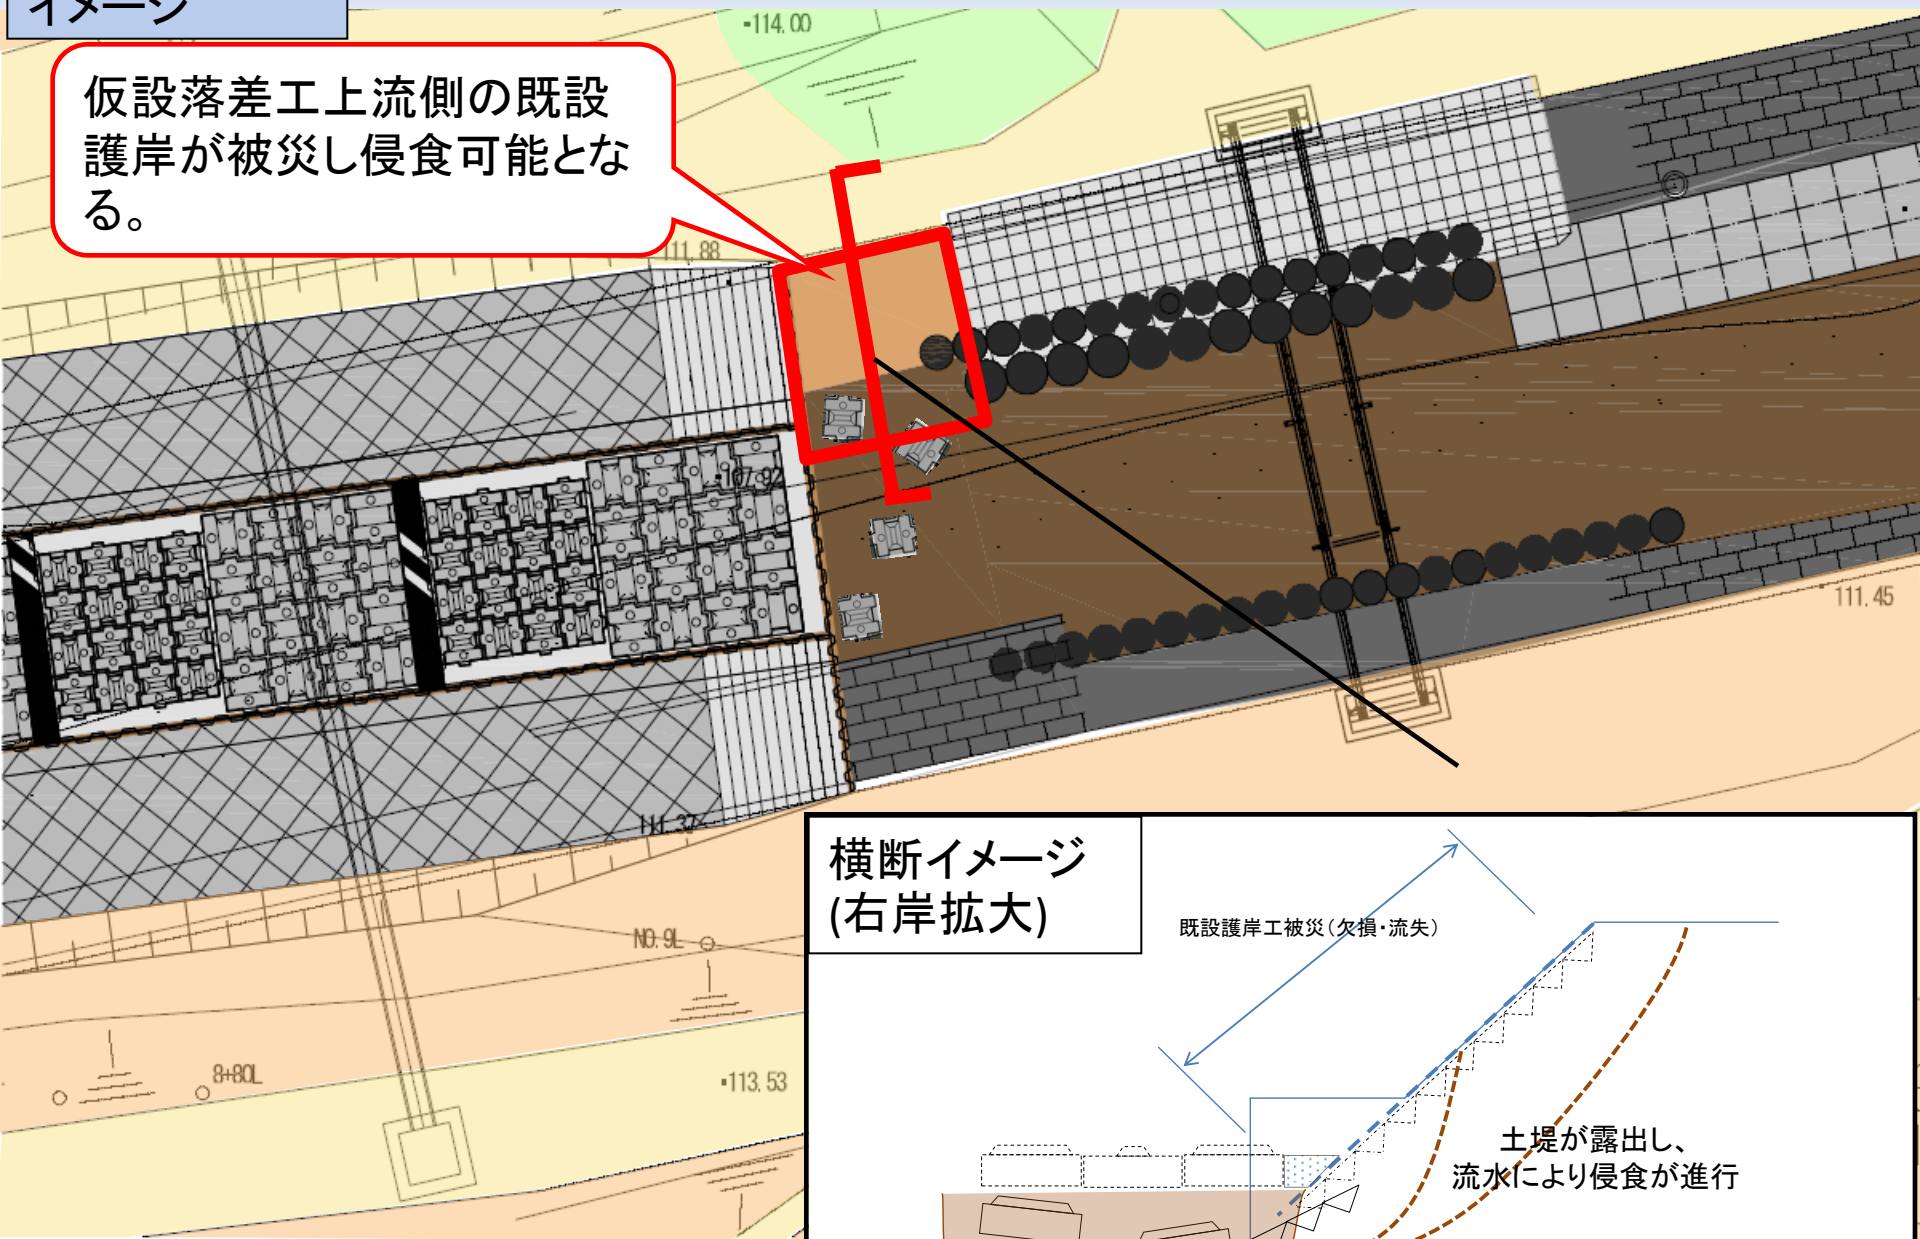 イメージ
-114.00
仮設落差工上流側の既設
護岸が被災し侵食可能とな
る。
111.88
107.92
111.45
111.37
横断イメージ
(右岸拡大)
既設護岸工被災(欠損・流失)
NO.9L
8+80L
113.53
土堤が露出し、
流水により侵食が進行